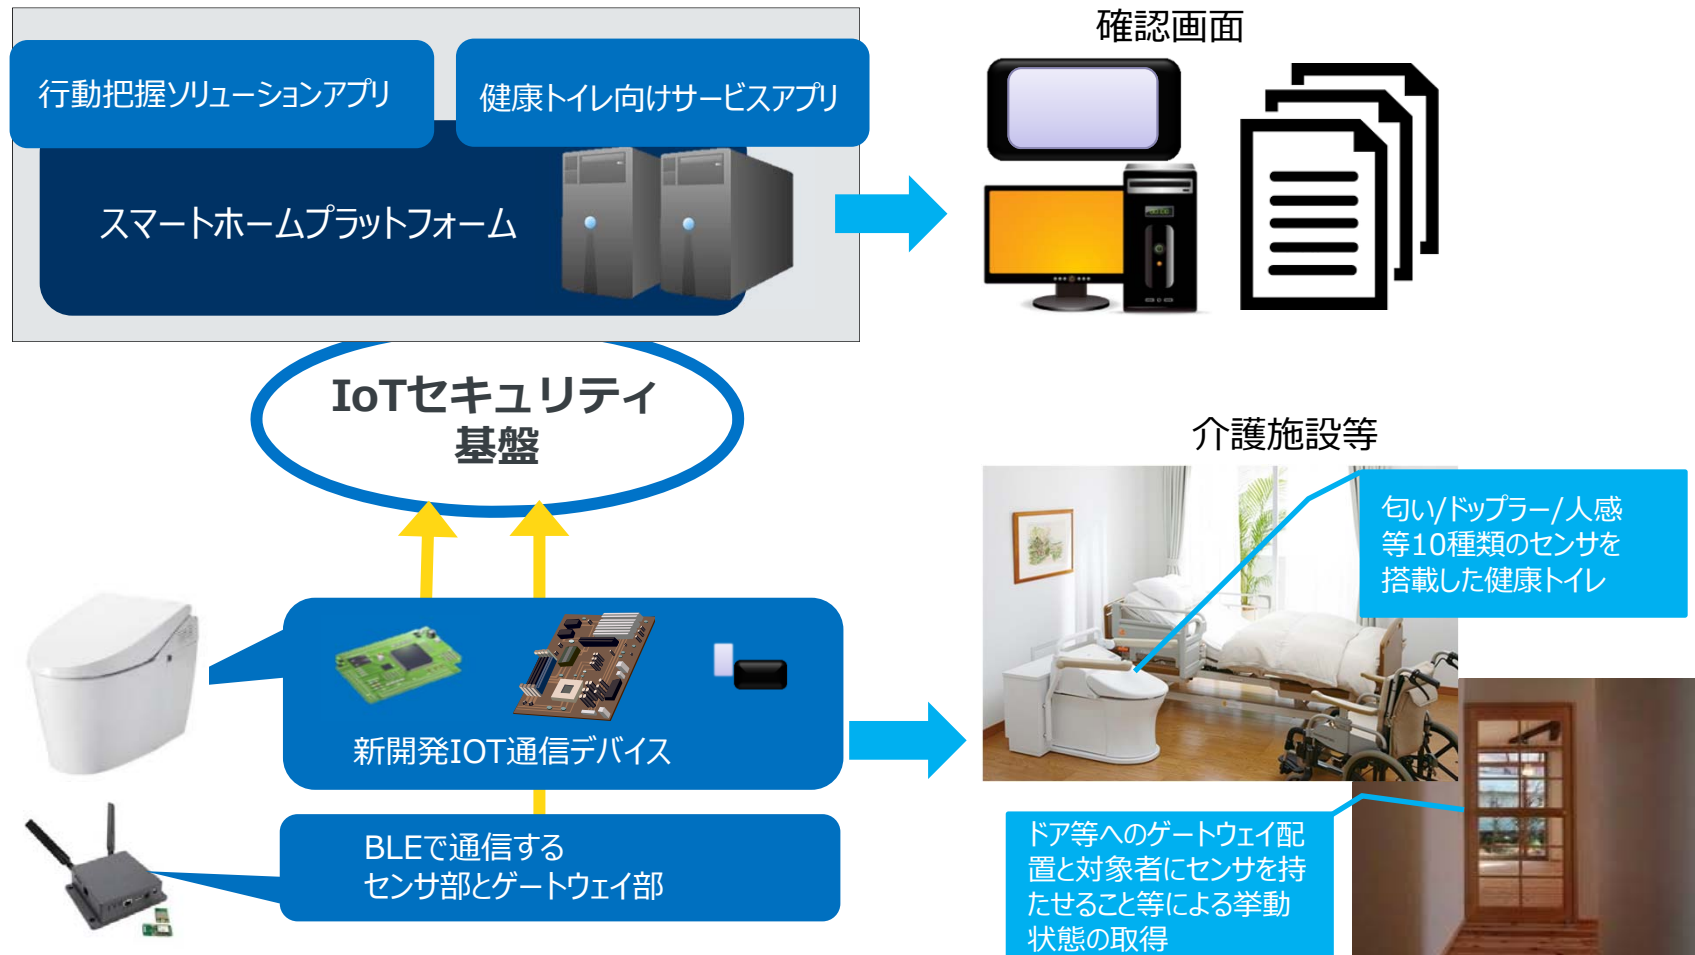 確認画面
行動把握ソリューションアプリ
健康トイレ向けサービスアプリ
スマートホームプラットフォーム
IoTセキュリティ
基盤
介護施設等
匂い/ドップラー/人感
等10種類のセンサを
搭載した健康トイレ
新開発IOT通信デバイス
BLEで通信する
センサ部とゲートウェイ部
ドア等へのゲートウェイ配
置と対象者にセンサを持
たせること等による挙動
状態の取得